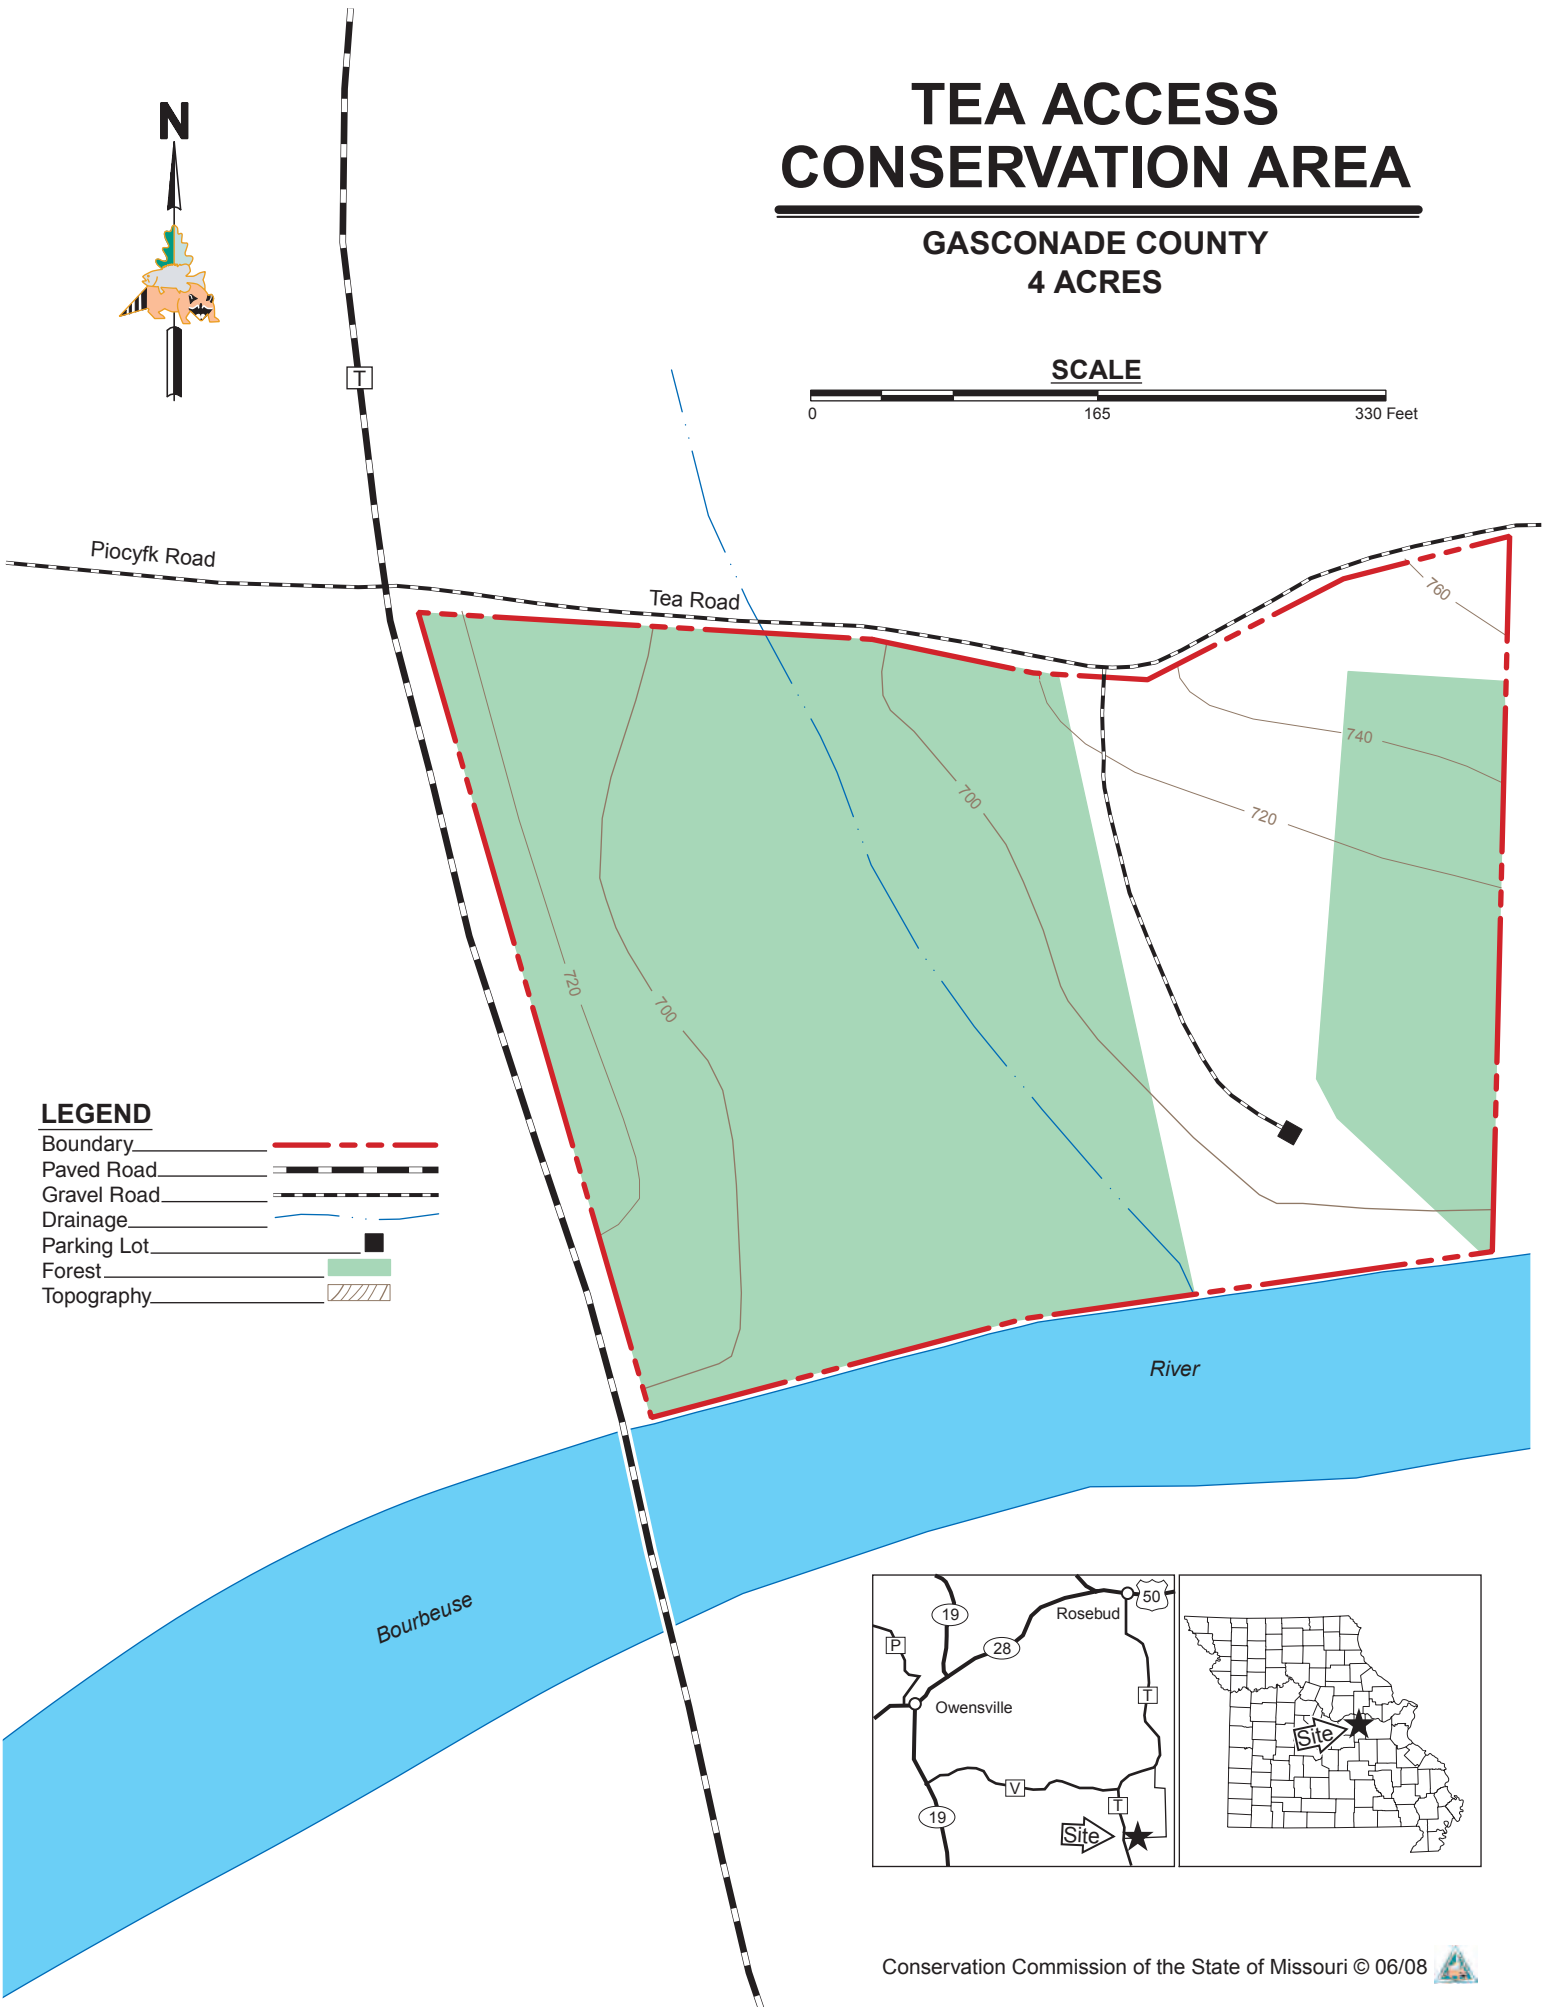 N
TEA ACCESS
CONSERVATION AREA
GASCONADE COUNTY
4 ACRES
SCALE
0 165 330 Feet
T
Piocyfk Road
Tea Road
760
740
720
700
720
700
LEGEND
Boundary
Paved Road
Gravel Road
Drainage
Parking Lot
Forest
Topography
River
Bourbeuse
50
Rosebud
19
28
P
T
Owensville
V
T
19
Site
Site
Conservation Commission of the State of Missouri © 06/08